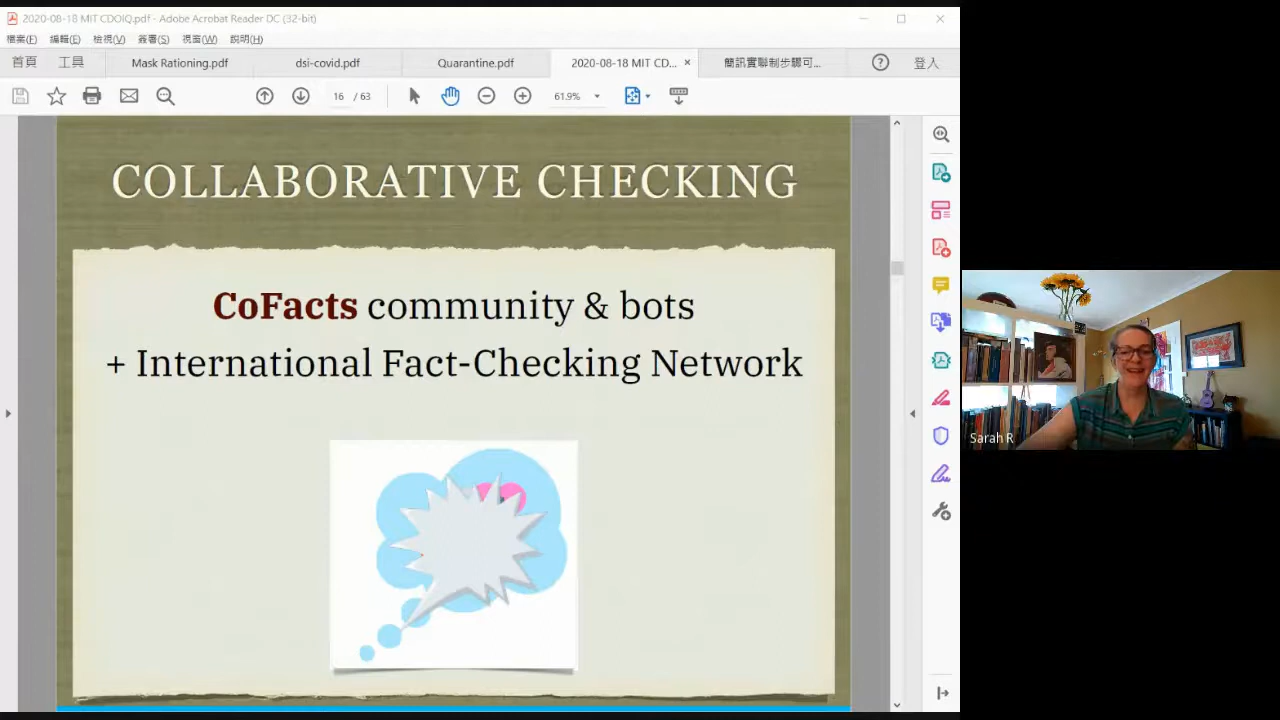 2020-08-18 MIT CDOIQ.pdf - Adobe Acrobat Reader DC (32-bit)
檔案(F) 編輯(E) 檢視(V) 簽署(S) 視窗(W) 說明(H)
首頁 工具 Mask Rationing.pdf dsi-covid.pdf Quarantine.pdf 2020-08-18 MIT CD... × 簡訊實聯制步驟可... ? 登入
16 / 63 61.9%
COLLABORATIVE CHECKING
CoFacts community & bots
+ International Fact-Checking Network
Sarah R